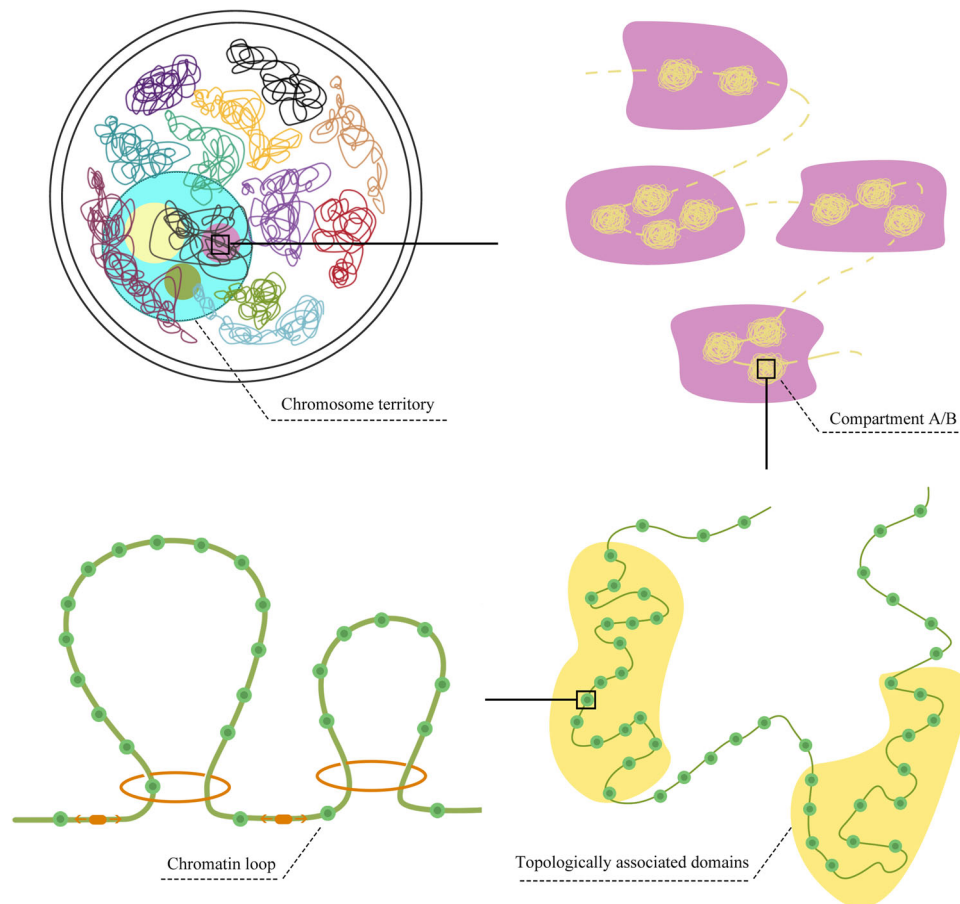 Chromosome territory
Compartment A/B
Chromatin loop
Topologically associated domains